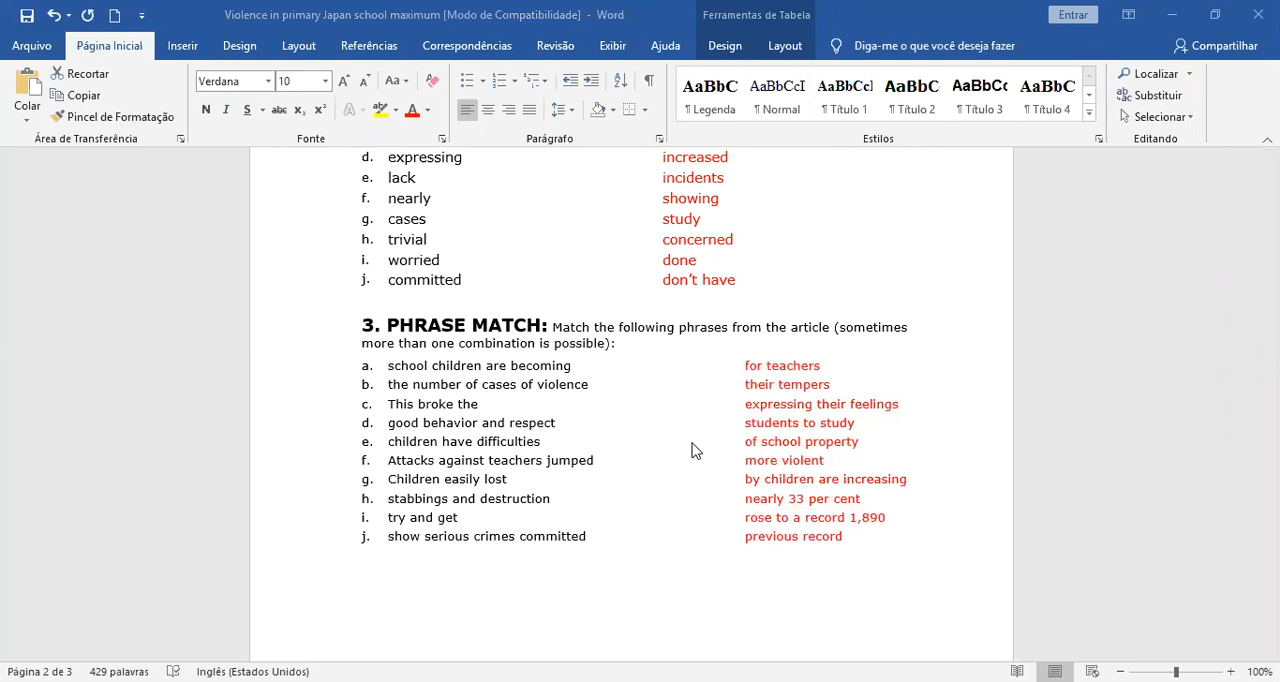 Violence in primary Japan school maximum [Modo de Compatibilidade] - Word
Ferramentas de Tabela
Entrar
Arquivo Página Inicial Inserir Design Layout Referências Correspondências Revisão Exibir Ajuda Design Layout Diga-me o que você deseja fazer Compartilhar
Colar
Recortar
Copiar
Pincel de Formatação
Área de Transferência
Verdana 10
Fonte
Parágrafo
AaBbC AaBbCcI AaBbCcI AaBbC AaBbCc AaBbC
¶ Legenda ¶ Normal ¶ Título 1 ¶ Título 2 ¶ Título 3 ¶ Título 4
Estilos
Localizar
Substituir
Selecionar
Editando
d. expressing increased
e. lack incidents
f. nearly showing
g. cases study
h. trivial concerned
i. worried done
j. committed don’t have
3. PHRASE MATCH: Match the following phrases from the article (sometimes
more than one combination is possible):
a. school children are becoming for teachers
b. the number of cases of violence their tempers
c. This broke the expressing their feelings
d. good behavior and respect students to study
e. children have difficulties of school property
f. Attacks against teachers jumped more violent
g. Children easily lost by children are increasing
h. stabbings and destruction nearly 33 per cent
i. try and get rose to a record 1,890
j. show serious crimes committed previous record
Página 2 de 3 429 palavras Inglês (Estados Unidos) 100%